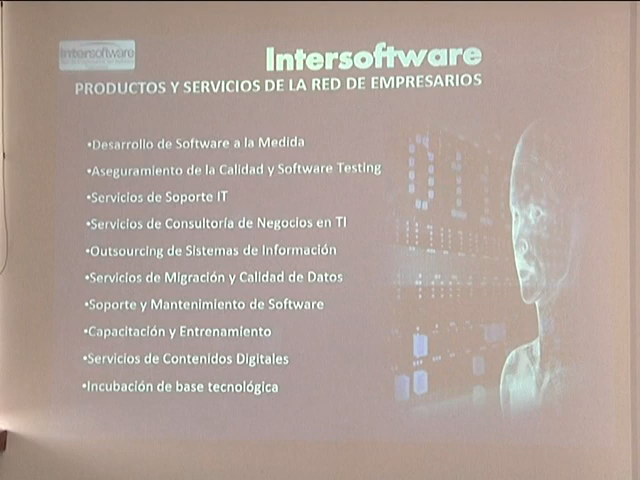 Intersoftware
Intersoftware
PRODUCTOS Y SERVICIOS DE LA RED DE EMPRESARIOS
•Desarrollo de Software a la Medida
•Aseguramiento de la Calidad y Software Testing
•Servicios de Soporte IT
•Servicios de Consultoría de Negocios en TI
•Outsourcing de Sistemas de Información
•Servicios de Migración y Calidad de Datos
•Soporte y Mantenimiento de Software
•Capacitación y Entrenamiento
•Servicios de Contenidos Digitales
•Incubación de base tecnológica